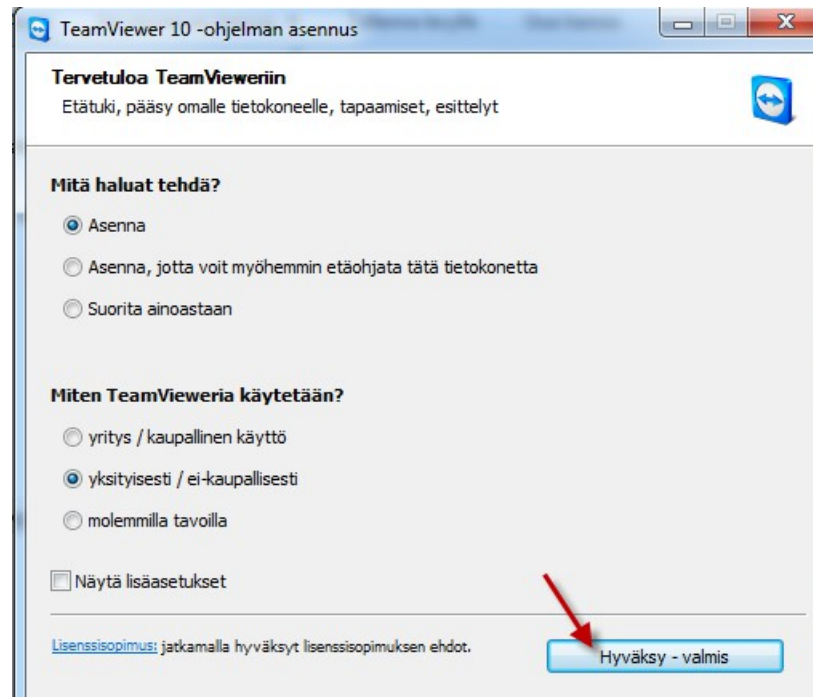 TeamViewer 10 -ohjelman asennus
Tervetuloa TeamVieweriin
Etätuki, pääsy omalle tietokoneelle, tapaamiset, esittelyt
Mitä haluat tehdä?
Asenna
Asenna, jotta voit myöhemmin etäohjata tätä tietokonetta
Suorita ainoastaan
Miten TeamVieweria käytetään?
yritys / kaupallinen käyttö
yksityisesti / ei-kaupallisesti
molemmilla tavoilla
Näytä lisäasetukset
Lisenssisopimus: jatkamalla hyväksyt lisenssisopimuksen ehdot.
Hyväksy - valmis